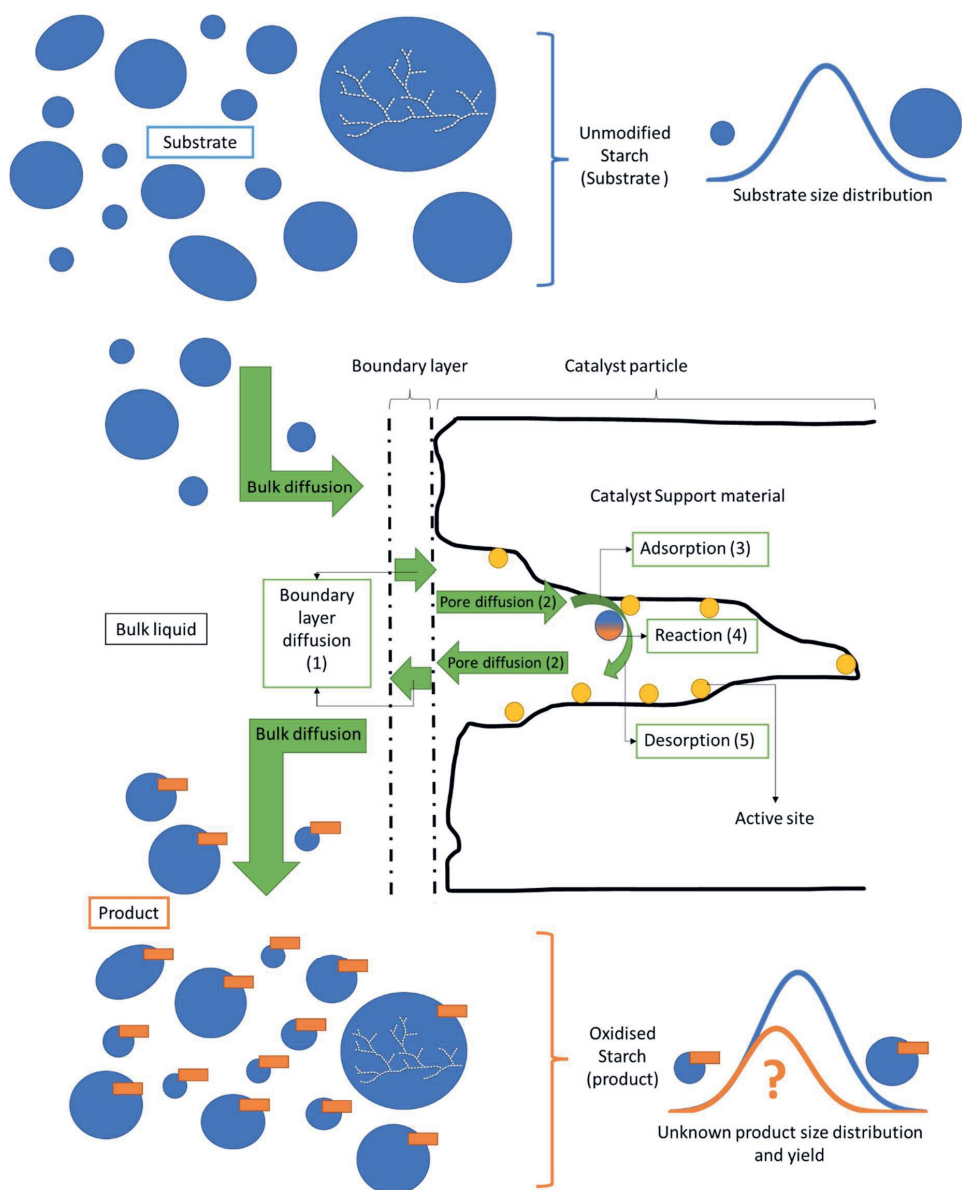 Substrate
Unmodified
Starch
(Substrate )
Substrate size distribution
Boundary layer
Catalyst particle
Bulk diffusion
Catalyst Support material
Adsorption (3)
Boundary
layer
diffusion
(1)
Pore diffusion (2)
Bulk liquid
Reaction (4)
Pore diffusion (2)
Bulk diffusion
Desorption (5)
Active site
Product
Oxidised
Starch
(product)
?
Unknown product size distribution
and yield